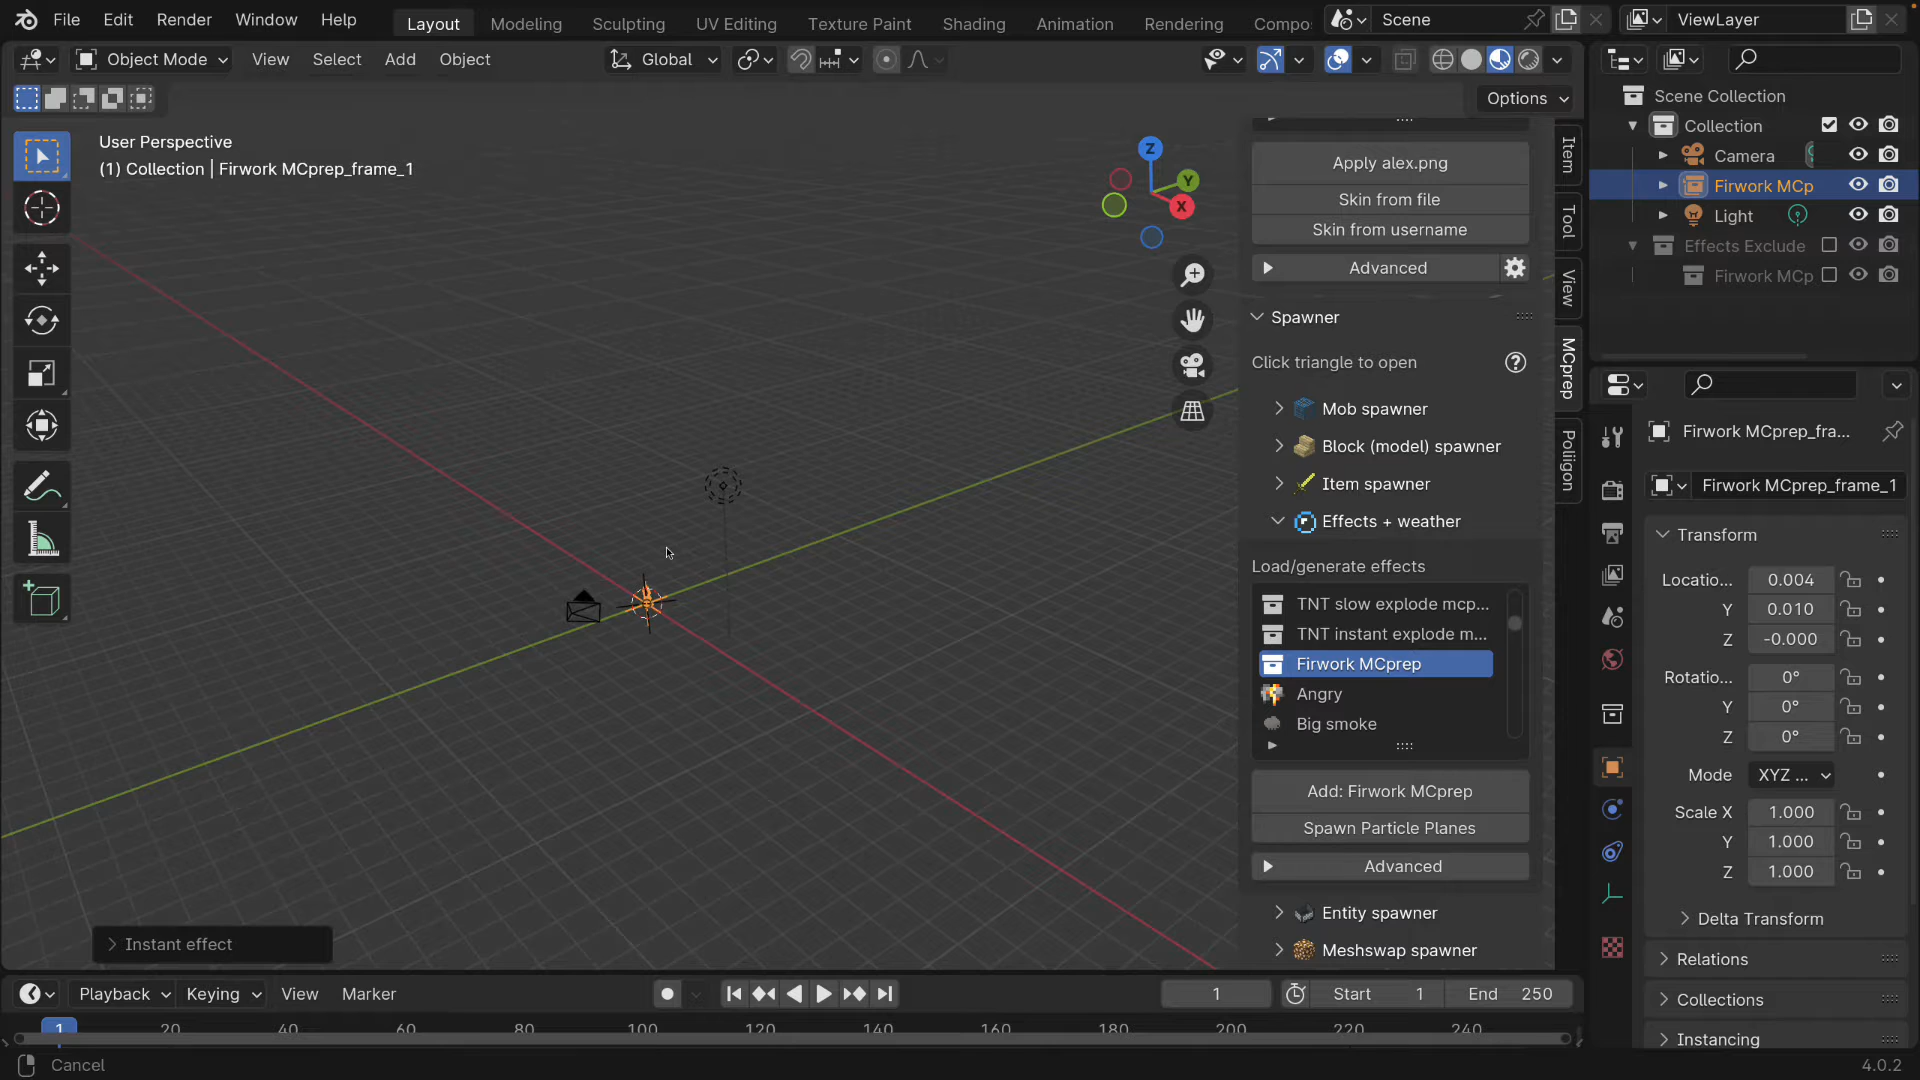 File Edit Render Window Help Layout Modeling Sculpting UV Editing Texture Paint Shading Animation Rendering Compo Scene ViewLayer
Object Mode View Select Add Object Global
Options
User Perspective
(1) Collection | Firwork MCprep_frame_1
Z
Y
X
Apply alex.png
Skin from file
Skin from username
Advanced
Spawner
Click triangle to open
Mob spawner
Block (model) spawner
Item spawner
Effects + weather
Load/generate effects
TNT slow explode mcp...
TNT instant explode m...
Firwork MCprep
Angry
Big smoke
Add: Firwork MCprep
Spawn Particle Planes
Advanced
Entity spawner
Meshswap spawner
Item
Tool
View
MCprep
Poliigon
Scene Collection
Collection
Camera
Firwork MCp
Light
Effects Exclude
Firwork MCp
Firwork MCprep_fra...
Firwork MCprep_frame_1
Transform
Locatio... 0.004
Y 0.010
Z -0.000
Rotatio... 0°
Y 0°
Z 0°
Mode XYZ ...
Scale X 1.000
Y 1.000
Z 1.000
Delta Transform
Relations
Collections
Instancing
Instant effect
Playback Keying View Marker 1 Start 1 End 250
1 20 40 60 80 100 120 140 160 180 200 220 240
Cancel 4.0.2